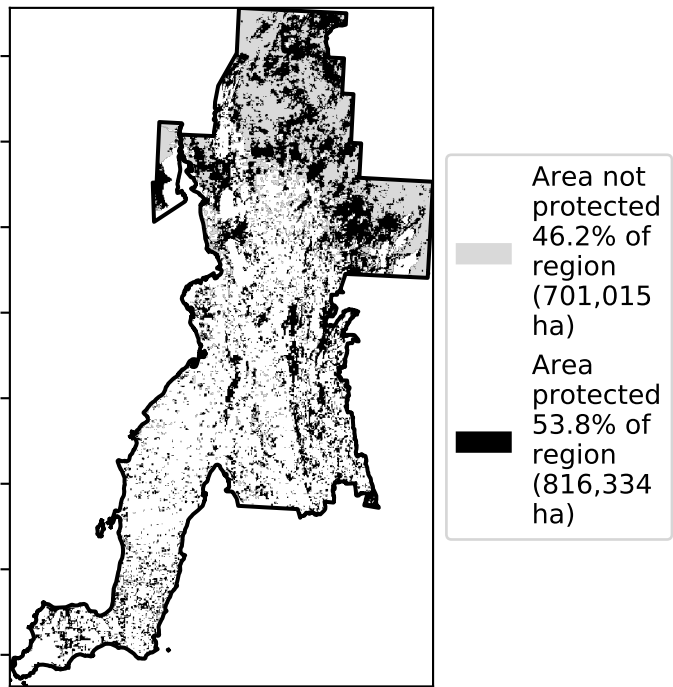 Area not
protected
46.2% of
region
(701,015
ha)
Area
protected
53.8% of
region
(816,334
ha)